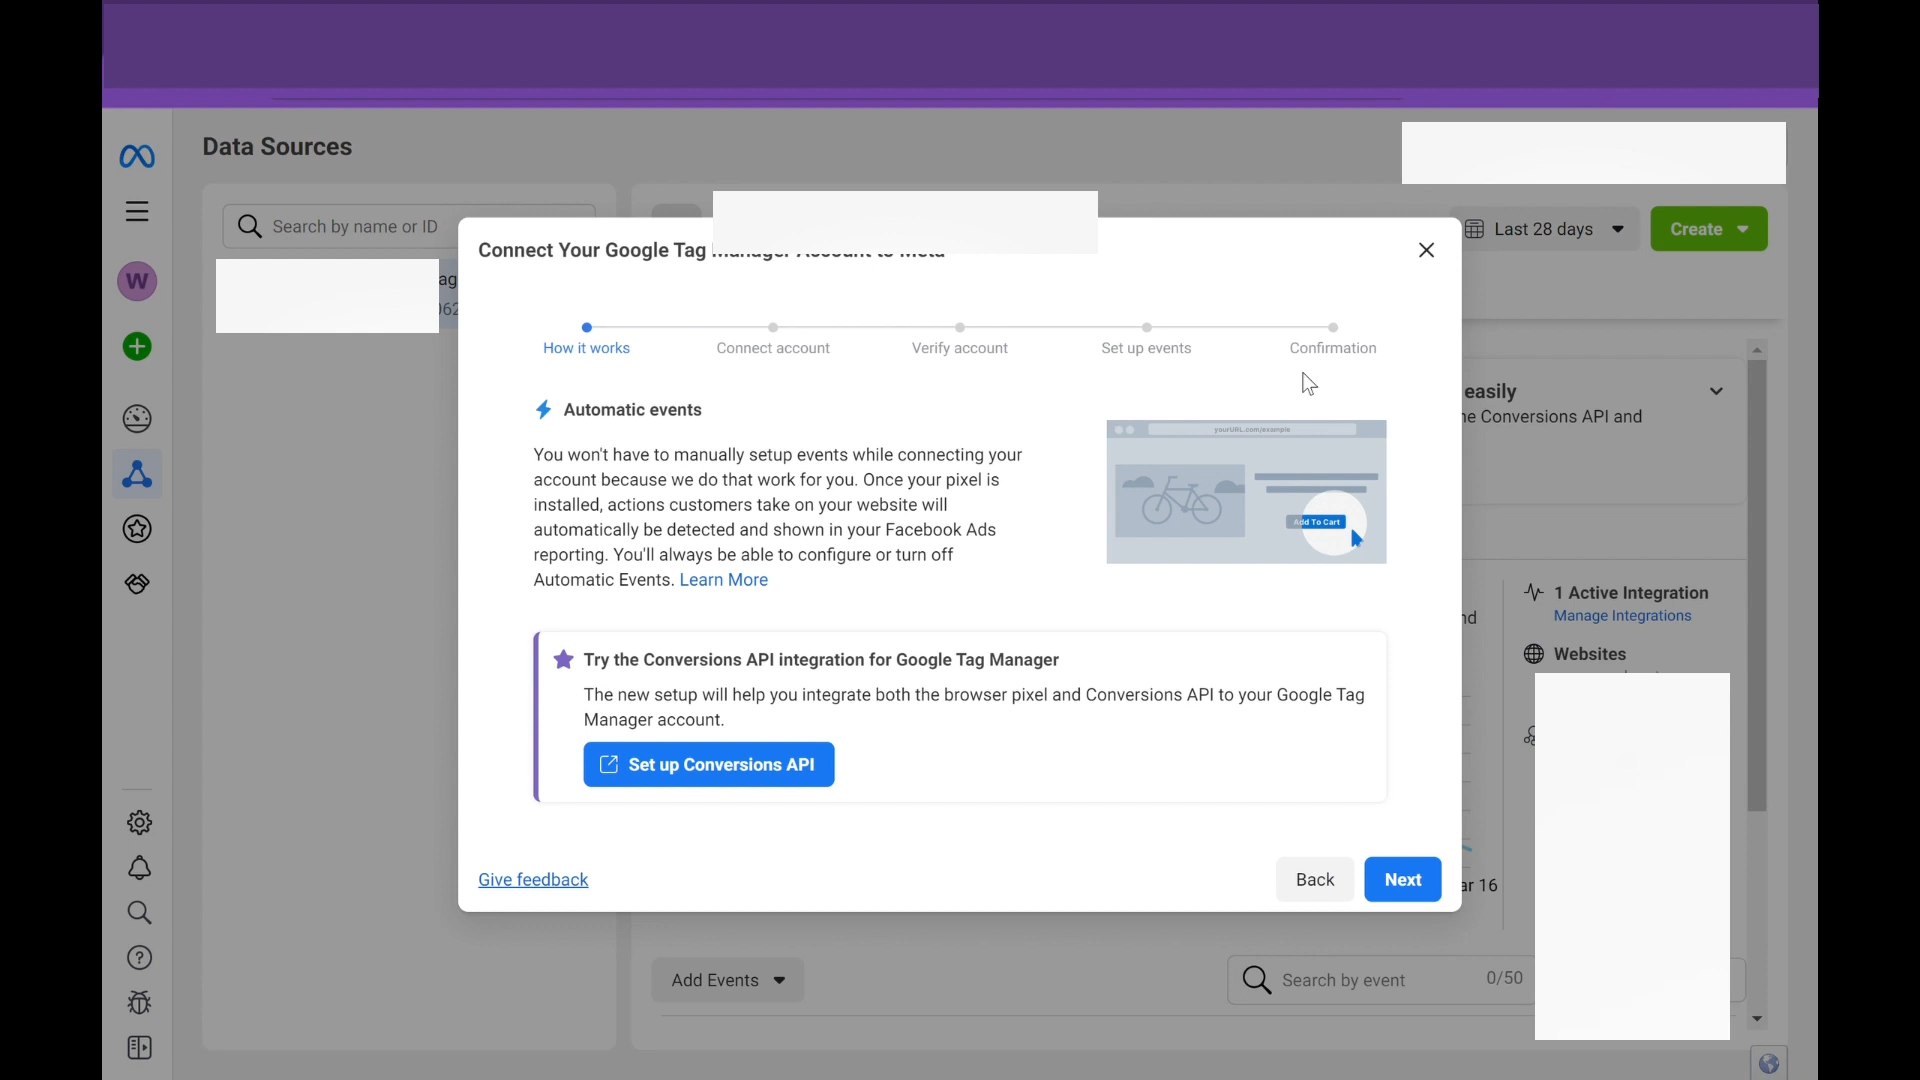 Data Sources
Search by name or ID
W
Last 28 days
Create
Connect Your Google Tag Manager Account to Meta
How it works
Connect account
Verify account
Set up events
Confirmation
Automatic events
You won't have to manually setup events while connecting your
account because we do that work for you. Once your pixel is
installed, actions customers take on your website will
automatically be detected and shown in your Facebook Ads
reporting. You'll always be able to configure or turn off
Automatic Events. Learn More
yourURL.com/example
Add To Cart
easily
Conversions API and
Try the Conversions API integration for Google Tag Manager
The new setup will help you integrate both the browser pixel and Conversions API to your Google Tag
Manager account.
Set up Conversions API
1 Active Integration
Manage Integrations
Websites
Give feedback
Back
Next
16
Add Events
Search by event
0/50